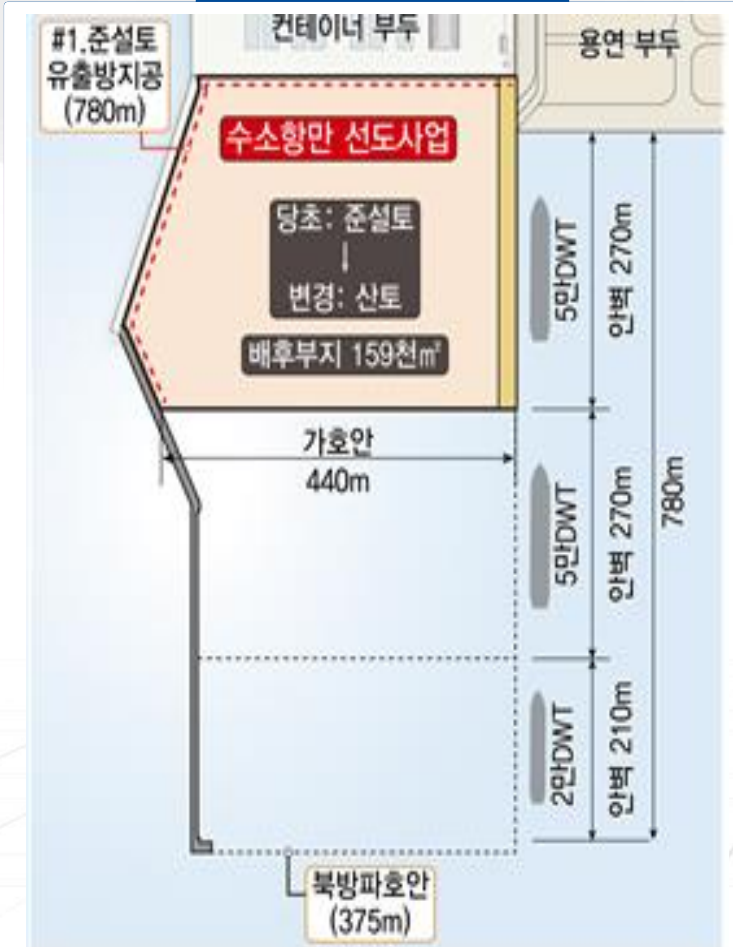 #1.준설토
유출방지공
(780m)
컨테이너 부두
용연 부두
수소항만 선도사업
당초: 준설토
↓
변경: 산토
배후부지 159천㎡
가호안
440m
5만DWT
안벽 270m
5만DWT
안벽 270m
2만DWT
안벽 210m
780m
북방파호안
(375m)